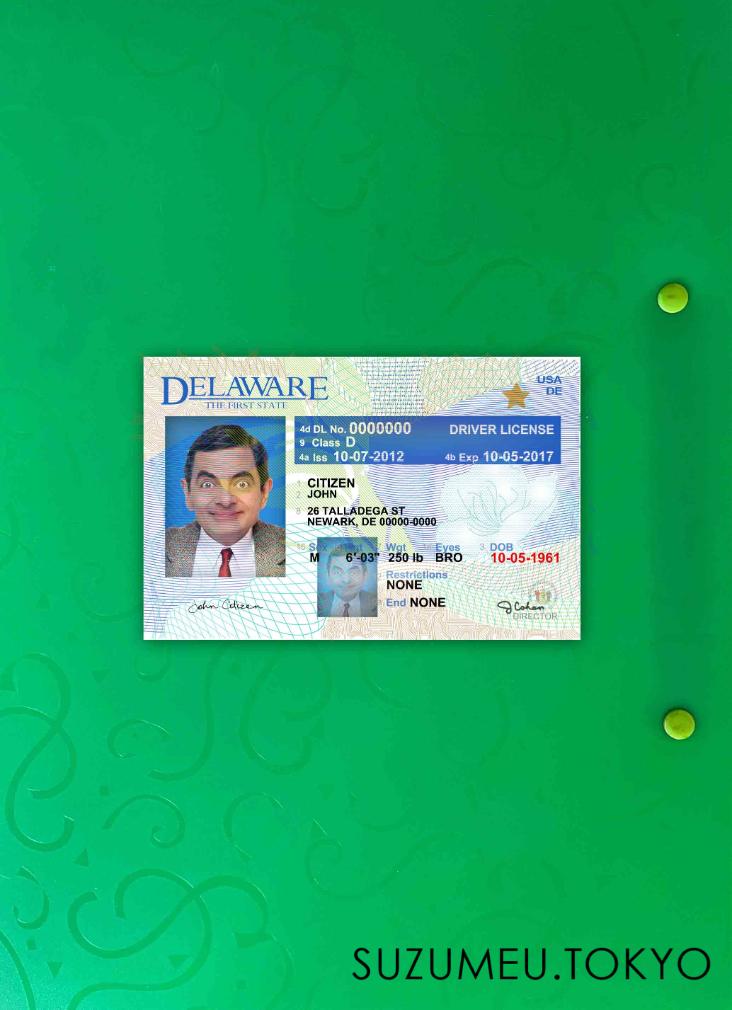 DELAWARE
THE FIRST STATE
USA
DE
4d DL No. 0000000 DRIVER LICENSE
9 Class D
4a Iss 10-07-2012 4b Exp 10-05-2017
1 CITIZEN
2 JOHN
8 26 TALLADEGA ST
NEWARK, DE 00000-0000
15 Sex Wgt Eyes 3 DOB
M 6'-03" 250 lb BRO 10-05-1961
Restrictions
NONE
End NONE
John Citizen
J Cohan
DIRECTOR
SUZUMEU.TOKYO